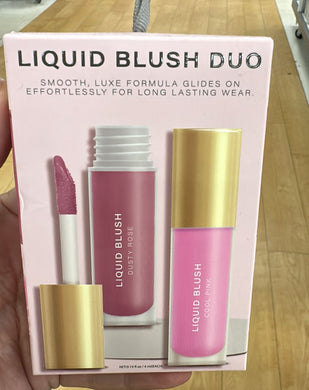 LIQUID BLUSH DUO
SMOOTH, LUXE FORMULA GLIDES ON
EFFORTLESSLY FOR LONG LASTING WEAR.
LIQUID BLUSH
DUSTY ROSE
LIQUID BLUSH
COOL PINK